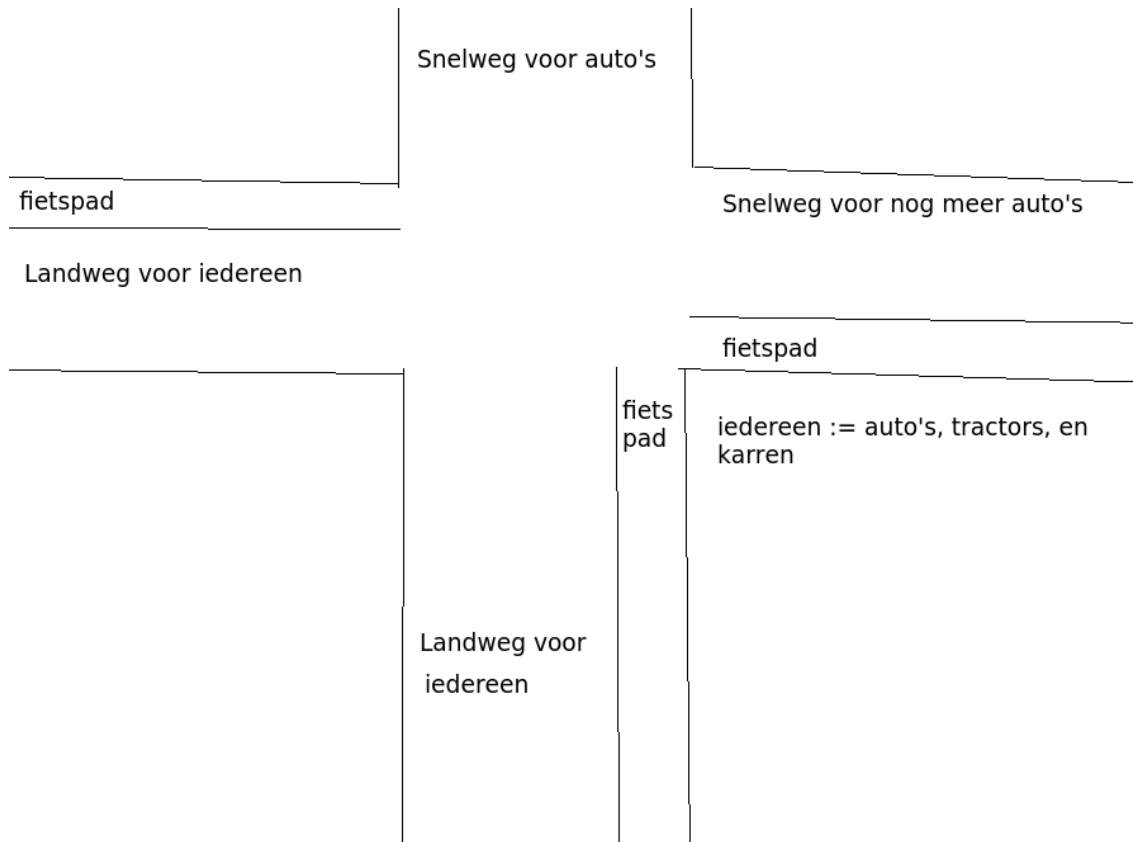 Snelweg voor auto's
fietspad
Snelweg voor nog meer auto's
Landweg voor iedereen
fietspad
fiets
pad
iedereen := auto's, tractors, en
karren
Landweg voor
iedereen